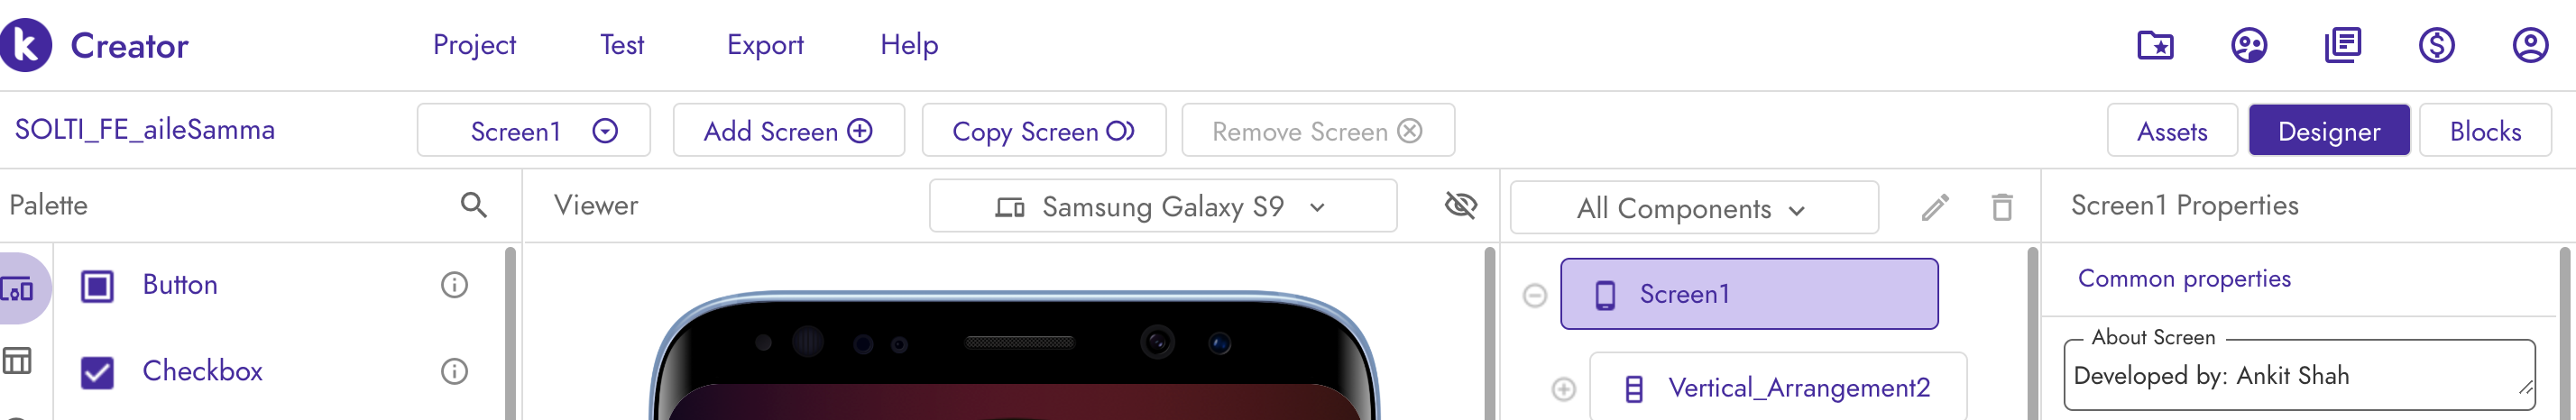 k Creator Project Test Export Help
SOLTI_FE_aileSamma Screen1 Add Screen Copy Screen Remove Screen Assets Designer Blocks
Palette Viewer Samsung Galaxy S9 All Components Screen1 Properties
Button Screen1 Common properties
About Screen
Checkbox Vertical_Arrangement2 Developed by: Ankit Shah